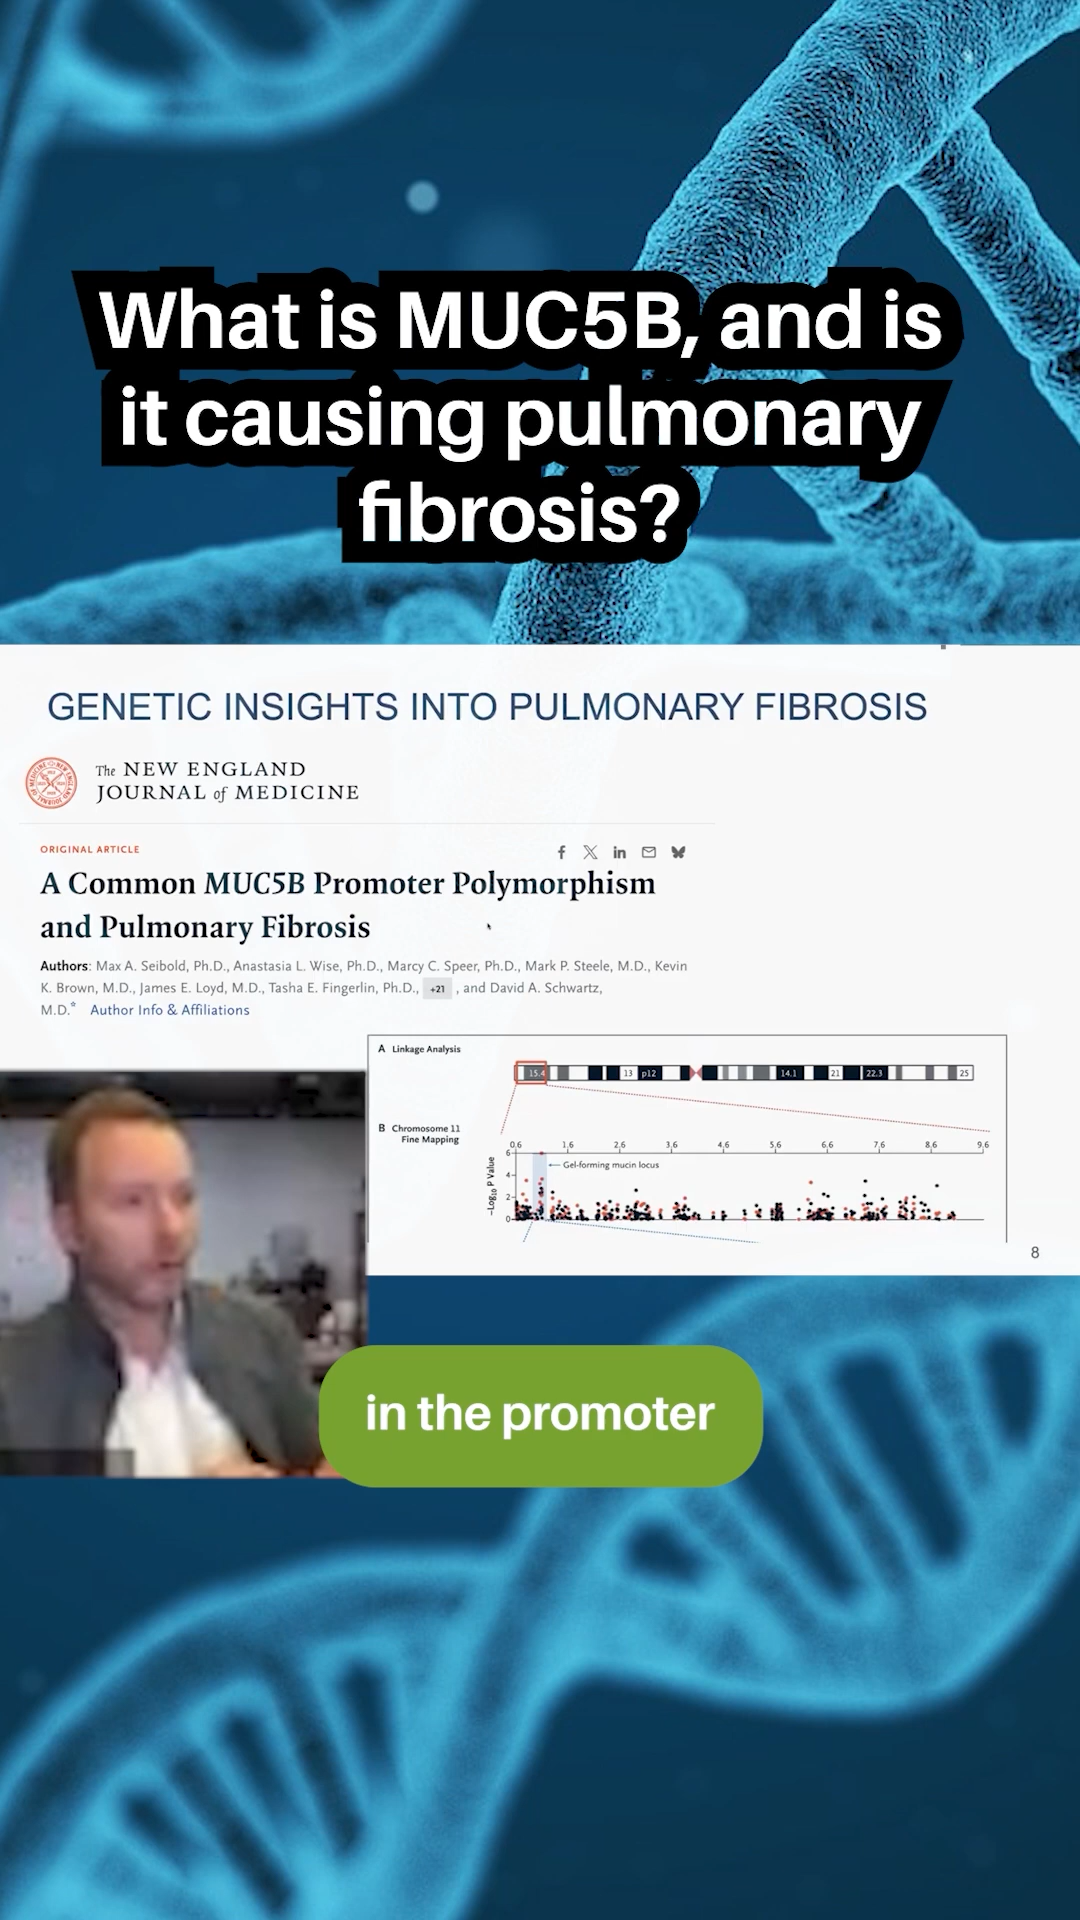 What is MUC5B, and is
it causing pulmonary
fibrosis?
GENETIC INSIGHTS INTO PULMONARY FIBROSIS
The NEW ENGLAND
JOURNAL of MEDICINE
ORIGINAL ARTICLE
A Common MUC5B Promoter Polymorphism
and Pulmonary Fibrosis
Authors: Max A. Seibold, Ph.D., Anastasia L. Wise, Ph.D., Marcy C. Speer, Ph.D., Mark P. Steele, M.D., Kevin
K. Brown, M.D., James E. Loyd, M.D., Tasha E. Fingerlin, Ph.D., +21 , and David A. Schwartz,
M.D.* Author Info & Affiliations
A Linkage Analysis
15.4 13 p12 14.1 21 22.3 25
B Chromosome 11
Fine Mapping
0.6 1.6 2.6 3.6 4.6 5.6 6.6 7.6 8.6 9.6
6
4
2
0
−Log10 P Value
Gel-forming mucin locus
8
in the promoter